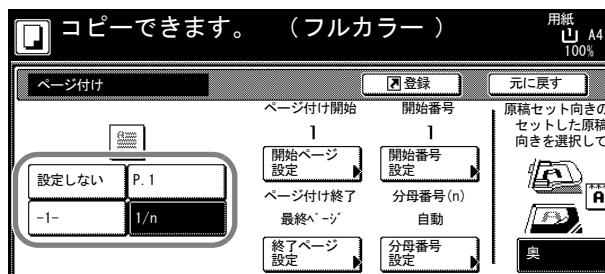 コピーできます。 （フルカラー ）
用紙
A4
100%
ページ付け
登録
元に戻す
ページ付け開始
開始番号
1
1
開始ページ
設定
開始番号
設定
ページ付け終了
分母番号(n)
最終ページ
自動
終了ページ
設定
分母番号
設定
設定しない
P.1
-1-
1/n
原稿セット向きの
セットした原稿
向きを選択して
A
奥